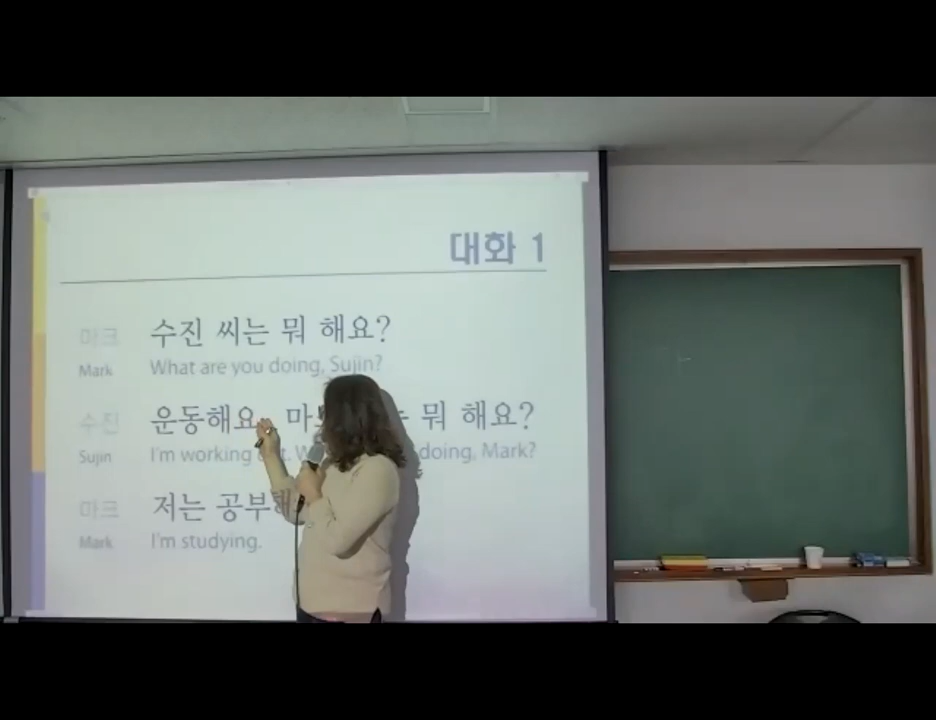 대화 1
마크 수진 씨는 뭐 해요?
Mark What are you doing, Sujin?
수진 운동해요 뭐 해요?
Sujin I'm working doing, Mark?
마크 저는
Mark I'm studying.